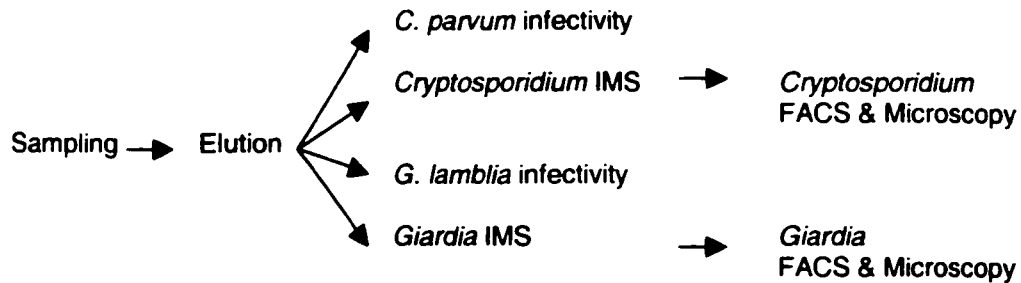 C. parvum infectivity
Cryptosporidium IMS
Cryptosporidium
FACS & Microscopy
Sampling
Elution
G. lamblia infectivity
Giardia IMS
Giardia
FACS & Microscopy